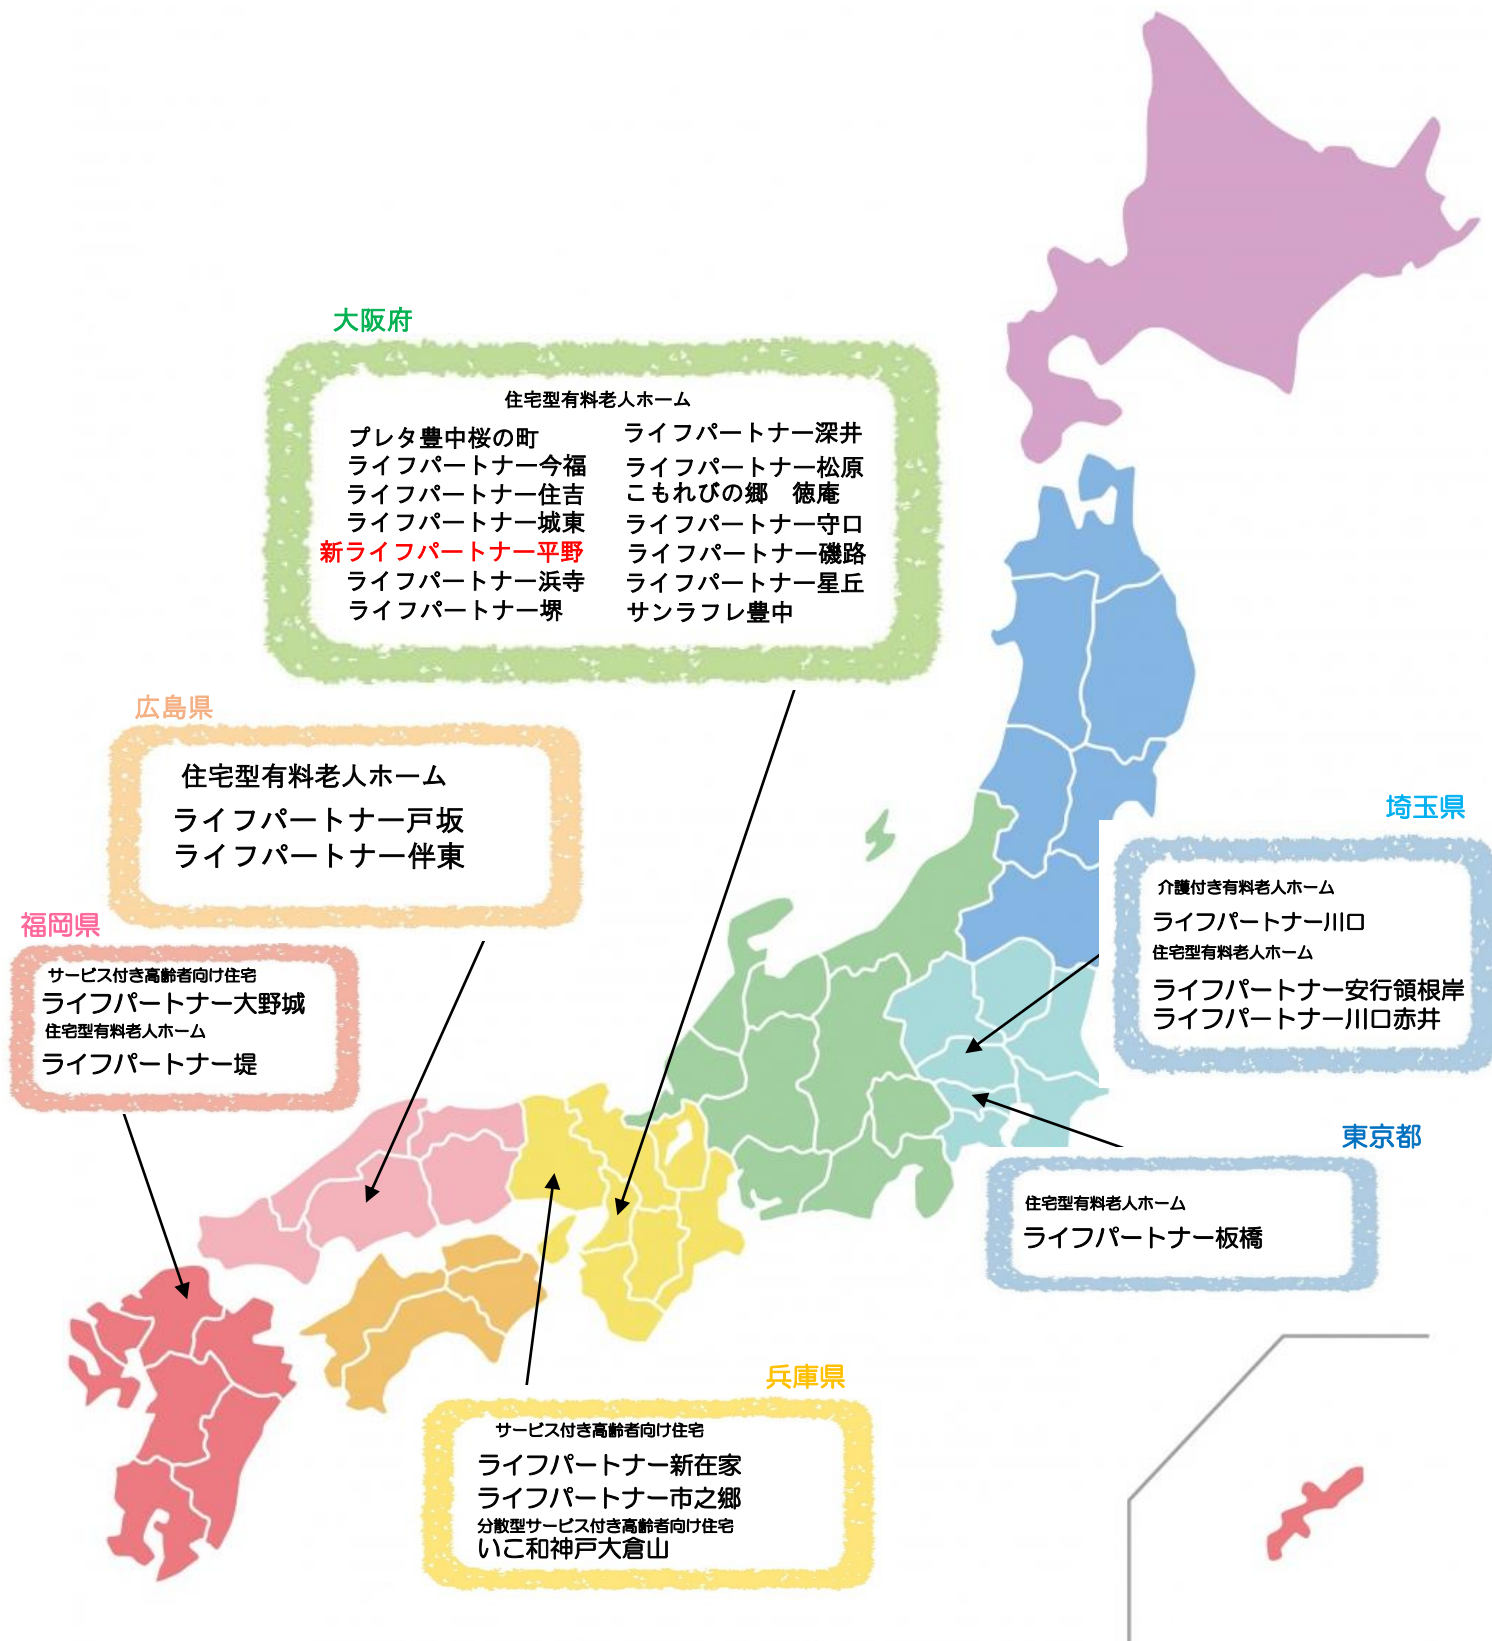 大阪府
住宅型有料老人ホーム
プレタ豊中桜の町
ライフパートナー今福
ライフパートナー住吉
ライフパートナー城東
新ライフパートナー平野
ライフパートナー浜寺
ライフパートナー堺
ライフパートナー深井
ライフパートナー松原
こもれびの郷　徳庵
ライフパートナー守口
ライフパートナー磯路
ライフパートナー星丘
サンラフレ豊中
広島県
住宅型有料老人ホーム
ライフパートナー戸坂
ライフパートナー伴東
埼玉県
介護付き有料老人ホーム
ライフパートナー川口
住宅型有料老人ホーム
ライフパートナー安行領根岸
ライフパートナー川口赤井
福岡県
サービス付き高齢者向け住宅
ライフパートナー大野城
住宅型有料老人ホーム
ライフパートナー堤
東京都
住宅型有料老人ホーム
ライフパートナー板橋
兵庫県
サービス付き高齢者向け住宅
ライフパートナー新在家
ライフパートナー市之郷
分散型サービス付き高齢者向け住宅
いこ和神戸大倉山